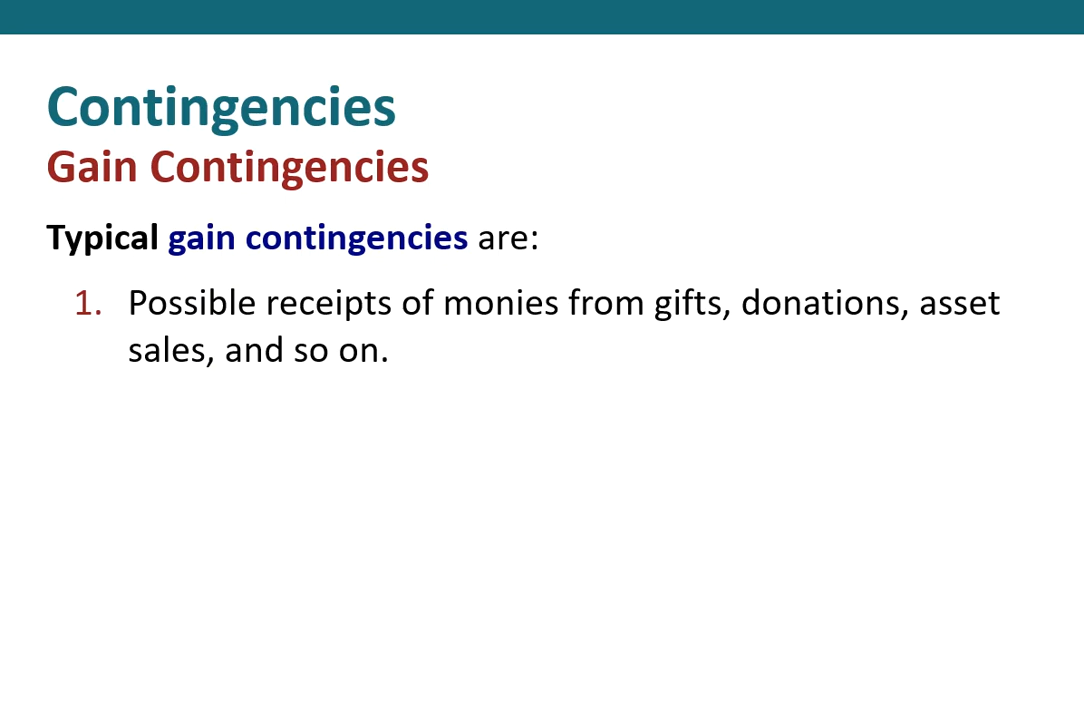 Contingencies
Gain Contingencies
Typical gain contingencies are:
1. Possible receipts of monies from gifts, donations, asset
sales, and so on.